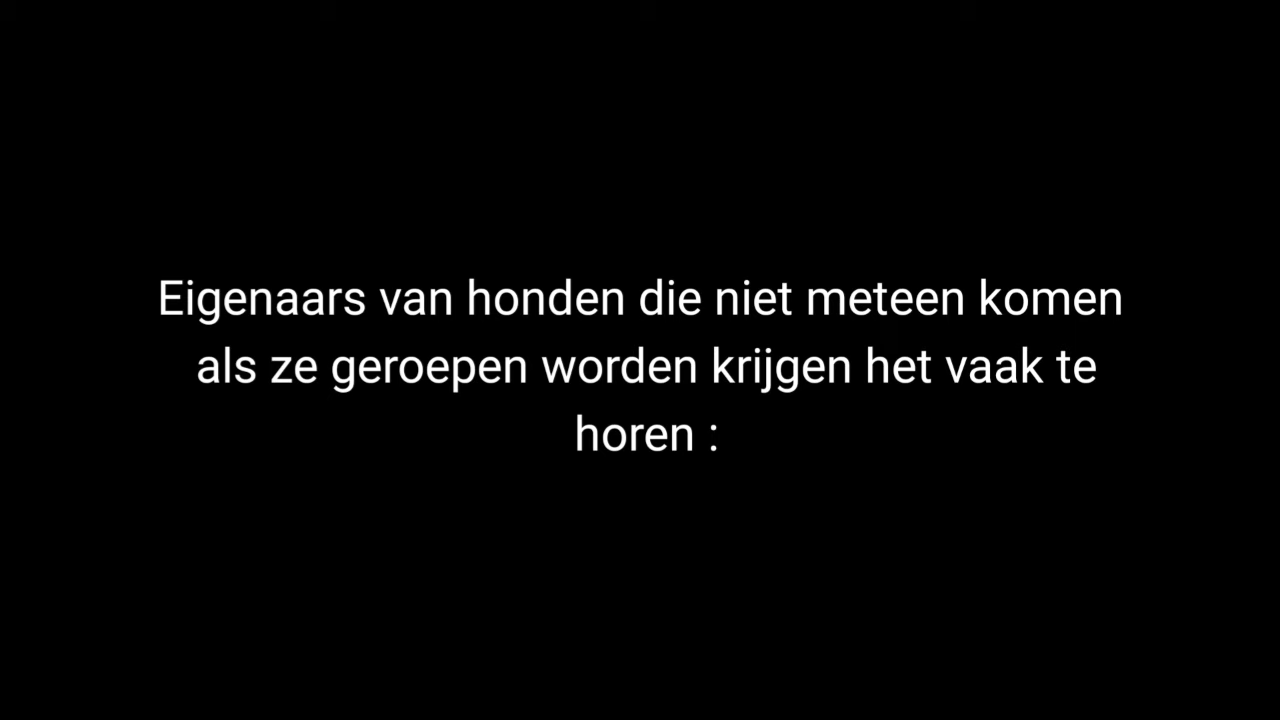 Eigenaars van honden die niet meteen komen
als ze geroepen worden krijgen het vaak te
horen :